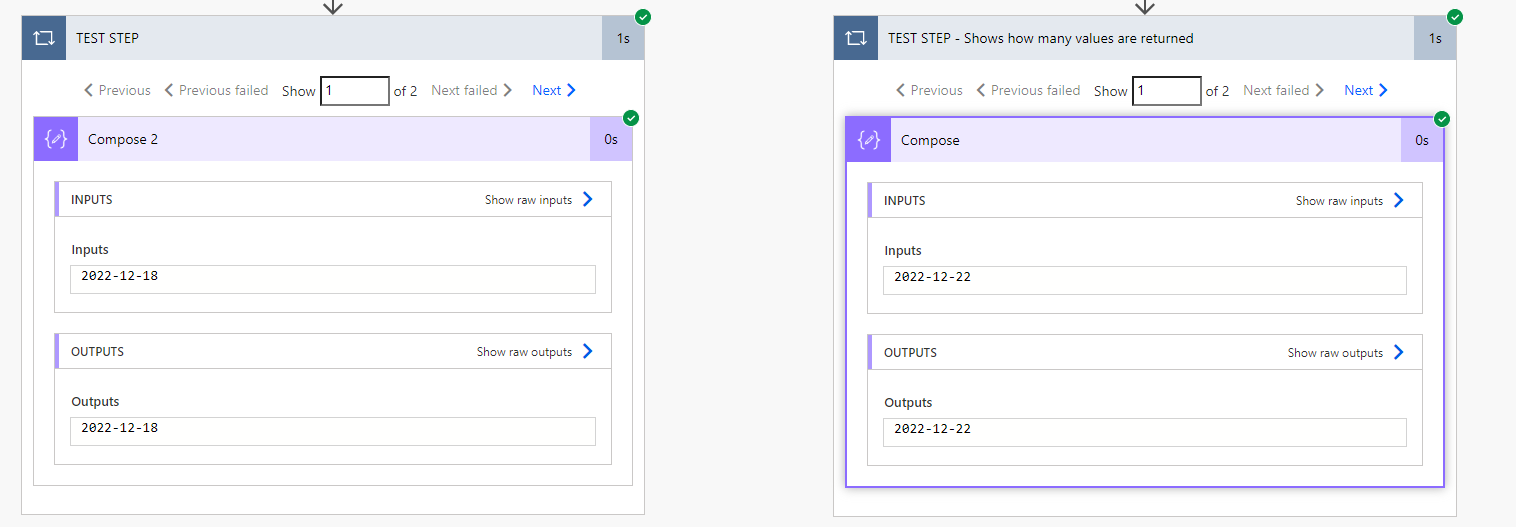 TEST STEP 1s
Previous Previous failed Show 1 of 2 Next failed Next
Compose 2 0s
INPUTS Show raw inputs
Inputs
2022-12-18
OUTPUTS Show raw outputs
Outputs
2022-12-18
TEST STEP - Shows how many values are returned 1s
Previous Previous failed Show 1 of 2 Next failed Next
Compose 0s
INPUTS Show raw inputs
Inputs
2022-12-22
OUTPUTS Show raw outputs
Outputs
2022-12-22